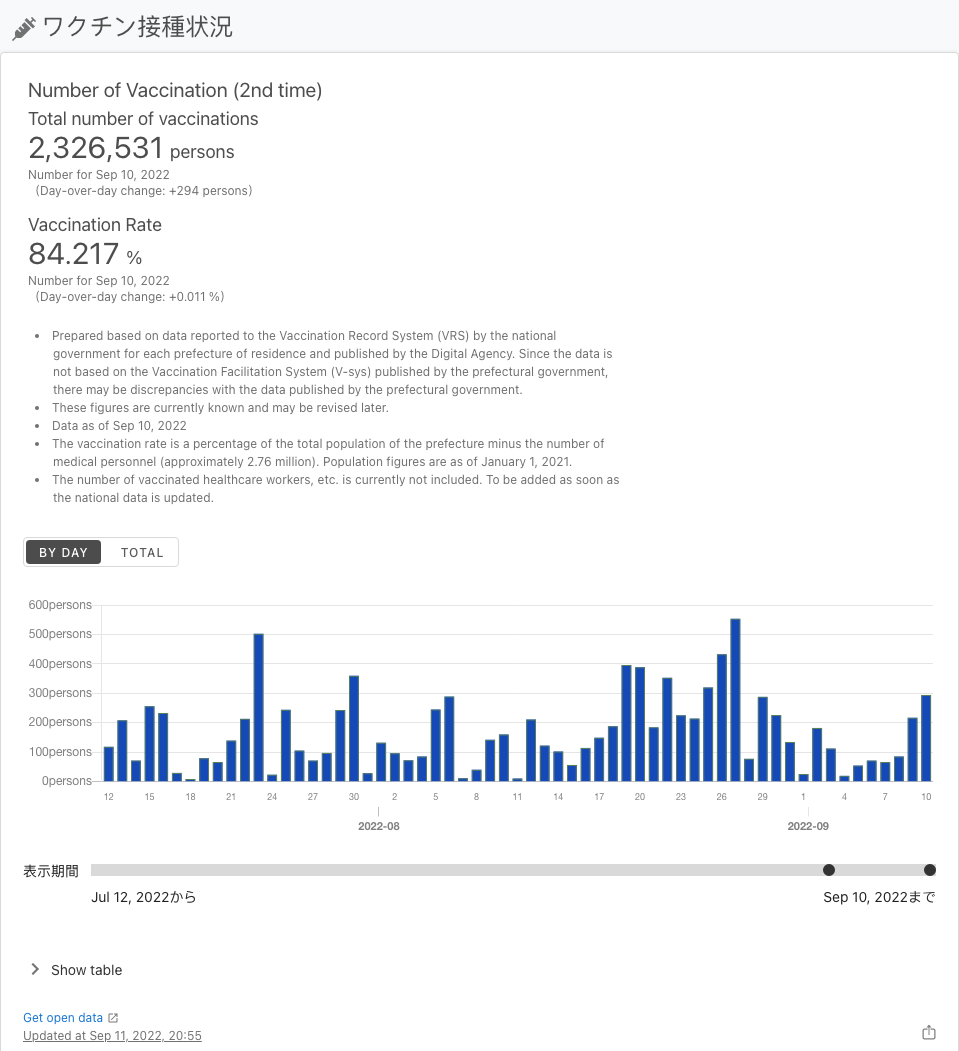 ワクチン接種状況
Number of Vaccination (2nd time)
Total number of vaccinations
2,326,531 persons
Number for Sep 10, 2022
(Day-over-day change: +294 persons)
Vaccination Rate
84.217 %
Number for Sep 10, 2022
(Day-over-day change: +0.011 %)
• Prepared based on data reported to the Vaccination Record System (VRS) by the national
government for each prefecture of residence and published by the Digital Agency. Since the data is
not based on the Vaccination Facilitation System (V-sys) published by the prefectural government,
there may be discrepancies with the data published by the prefectural government.
• These figures are currently known and may be revised later.
• Data as of Sep 10, 2022
• The vaccination rate is a percentage of the total population of the prefecture minus the number of
medical personnel (approximately 2.76 million). Population figures are as of January 1, 2021.
• The number of vaccinated healthcare workers, etc. is currently not included. To be added as soon as
the national data is updated.
BY DAY TOTAL
600persons
500persons
400persons
300persons
200persons
100persons
0persons
12 15 18 21 24 27 30 2 5 8 11 14 17 20 23 26 29 1 4 7 10
2022-08 2022-09
表示期間
Jul 12, 2022から Sep 10, 2022まで
Show table
Get open data
Updated at Sep 11, 2022, 20:55